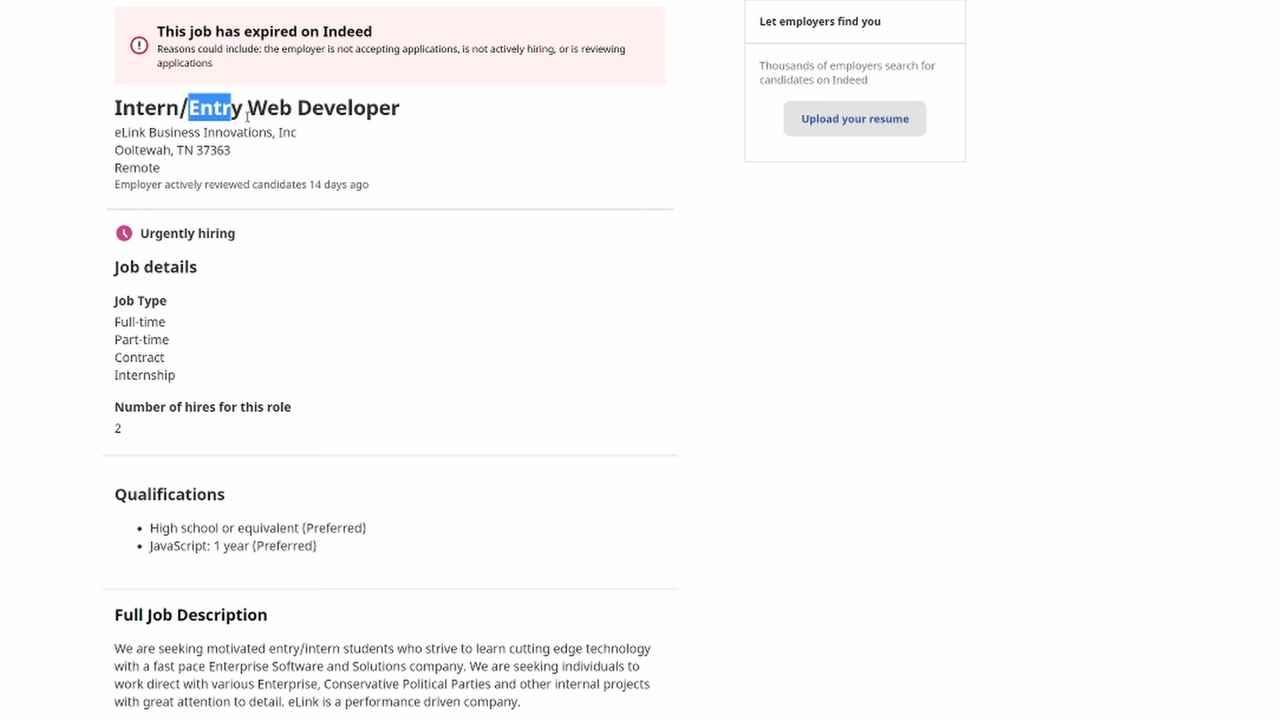 This job has expired on Indeed
Reasons could include: the employer is not accepting applications, is not actively hiring, or is reviewing
applications
Intern/Entry Web Developer
eLink Business Innovations, Inc
Ooltewah, TN 37363
Remote
Employer actively reviewed candidates 14 days ago
Urgently hiring
Job details
Job Type
Full-time
Part-time
Contract
Internship
Number of hires for this role
2
Qualifications
• High school or equivalent (Preferred)
• JavaScript: 1 year (Preferred)
Full Job Description
We are seeking motivated entry/intern students who strive to learn cutting edge technology
with a fast pace Enterprise Software and Solutions company. We are seeking individuals to
work direct with various Enterprise, Conservative Political Parties and other internal projects
with great attention to detail. eLink is a performance driven company.
Let employers find you
Thousands of employers search for
candidates on Indeed
Upload your resume